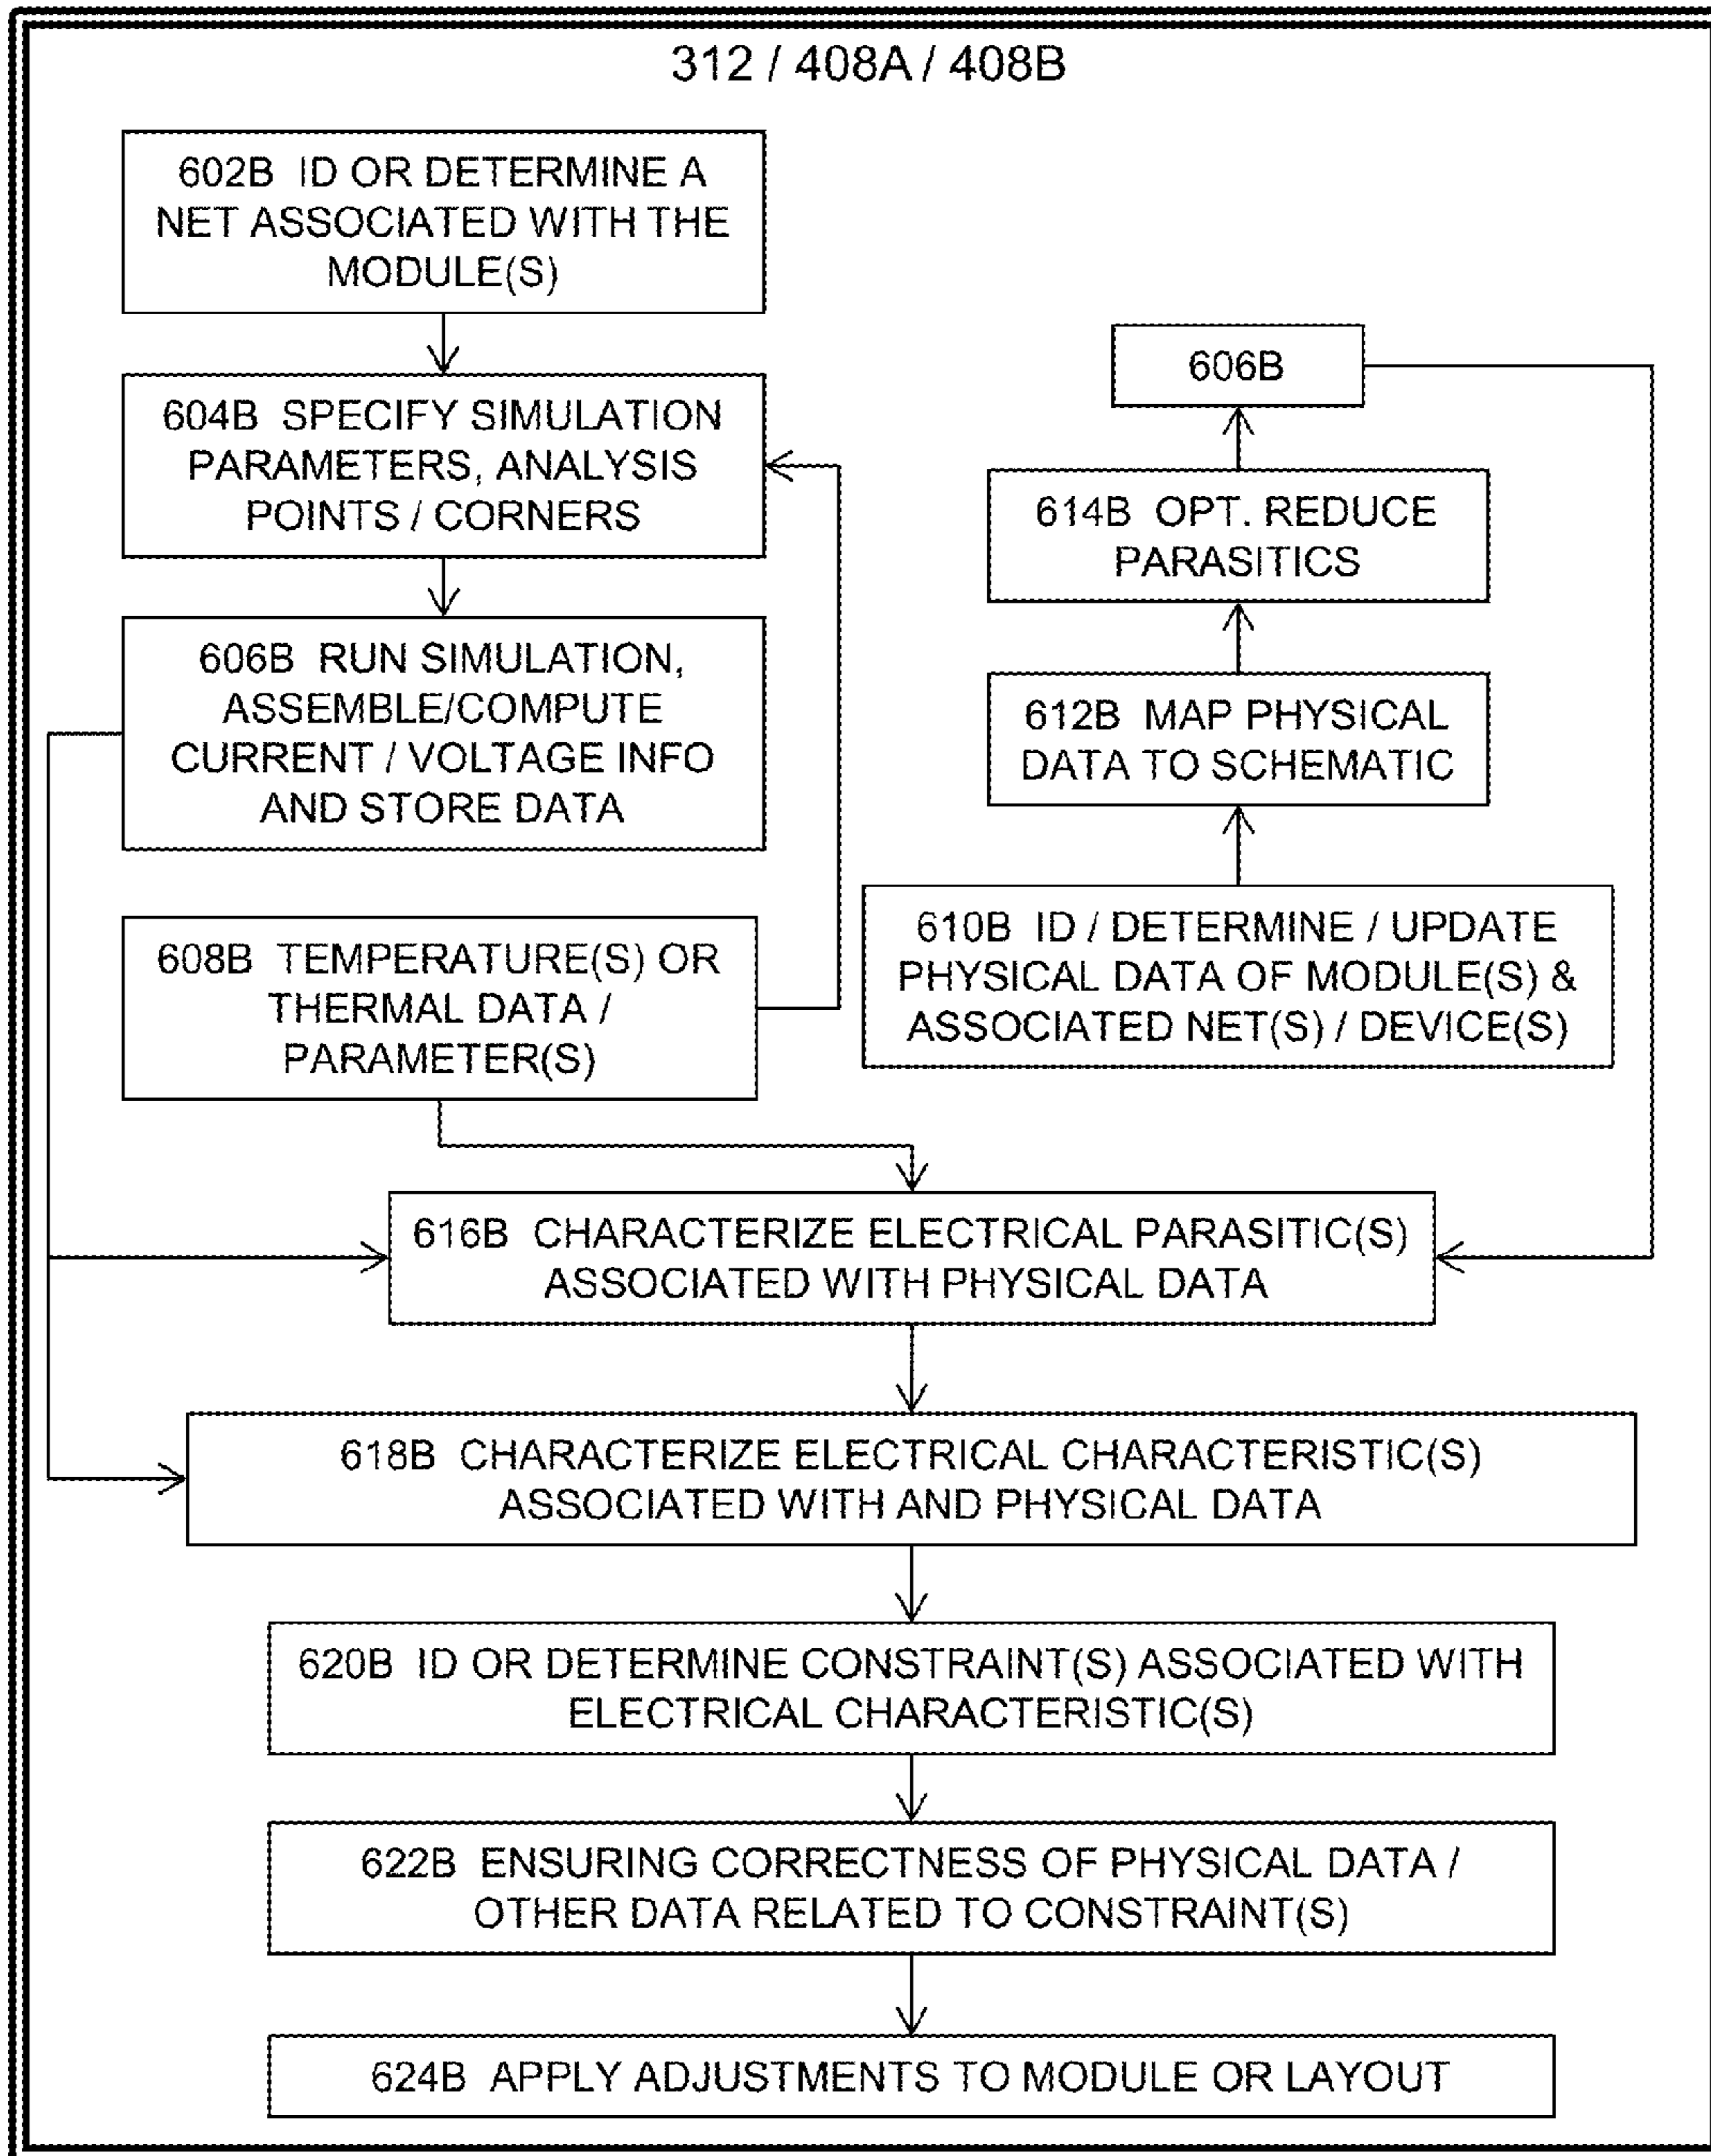 312 / 408A / 408B
602B ID OR DETERMINE A
NET ASSOCIATED WITH THE
MODULE(S)
604B SPECIFY SIMULATION
PARAMETERS, ANALYSIS
POINTS / CORNERS
606B RUN SIMULATION,
ASSEMBLE/COMPUTE
CURRENT / VOLTAGE INFO
AND STORE DATA
608B TEMPERATURE(S) OR
THERMAL DATA /
PARAMETER(S)
606B
614B OPT. REDUCE
PARASITICS
612B MAP PHYSICAL
DATA TO SCHEMATIC
610B ID / DETERMINE / UPDATE
PHYSICAL DATA OF MODULE(S) &
ASSOCIATED NET(S) / DEVICE(S)
616B CHARACTERIZE ELECTRICAL PARASITIC(S)
ASSOCIATED WITH PHYSICAL DATA
618B CHARACTERIZE ELECTRICAL CHARACTERISTIC(S)
ASSOCIATED WITH AND PHYSICAL DATA
620B ID OR DETERMINE CONSTRAINT(S) ASSOCIATED WITH
ELECTRICAL CHARACTERISTIC(S)
622B ENSURING CORRECTNESS OF PHYSICAL DATA /
OTHER DATA RELATED TO CONSTRAINT(S)
624B APPLY ADJUSTMENTS TO MODULE OR LAYOUT